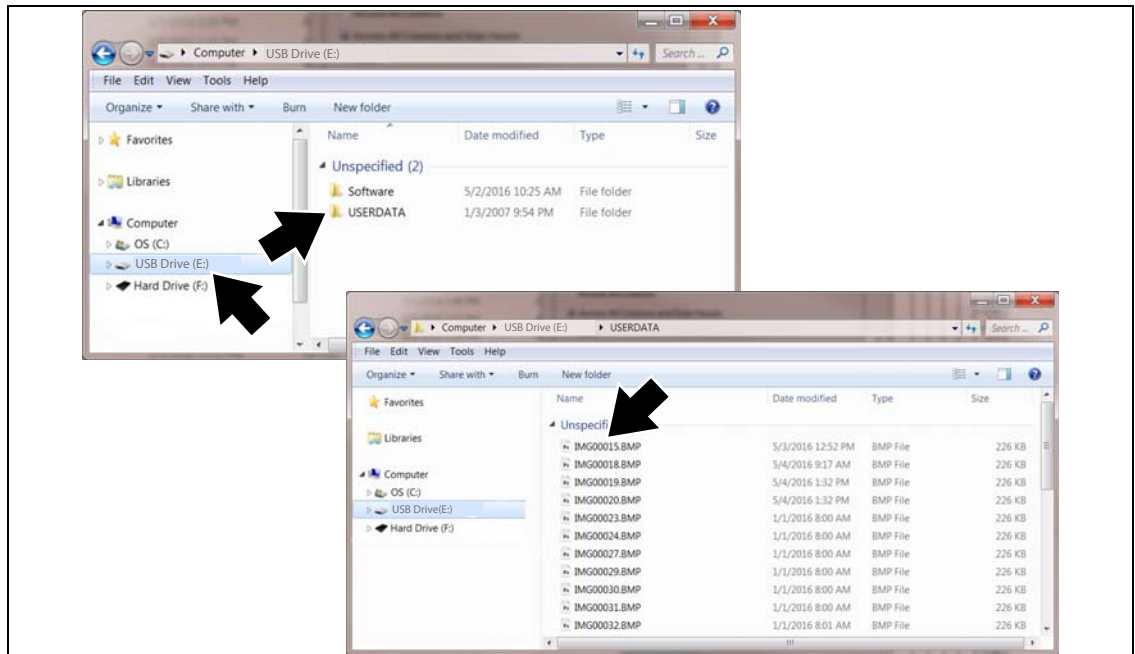 Computer ▸ USB Drive (E:) Search ...
File Edit View Tools Help
Organize Share with Burn New folder
Name Date modified Type Size
Favorites
Unspecified (2)
Libraries
Software 5/2/2016 10:25 AM File folder
USERDATA 1/3/2007 9:54 PM File folder
Computer
OS (C:)
USB Drive (E:)
Hard Drive (F:)
Computer ▸ USB Drive (E:) ▸ USERDATA Search ...
File Edit View Tools Help
Organize Share with Burn New folder
Name Date modified Type Size
Favorites
Libraries
Computer
OS (C:)
USB Drive(E:)
Hard Drive (F:)
IMG00015.BMP 5/3/2016 12:52 PM BMP File 226 KB
IMG00018.BMP 5/4/2016 9:17 AM BMP File 226 KB
IMG00019.BMP 5/4/2016 1:32 PM BMP File 226 KB
IMG00020.BMP 5/4/2016 1:32 PM BMP File 226 KB
IMG00023.BMP 1/1/2016 8:00 AM BMP File 226 KB
IMG00024.BMP 1/1/2016 8:00 AM BMP File 226 KB
IMG00027.BMP 1/1/2016 8:00 AM BMP File 226 KB
IMG00029.BMP 1/1/2016 8:00 AM BMP File 226 KB
IMG00030.BMP 1/1/2016 8:00 AM BMP File 226 KB
IMG00031.BMP 1/1/2016 8:00 AM BMP File 226 KB
IMG00032.BMP 1/1/2016 8:01 AM BMP File 226 KB